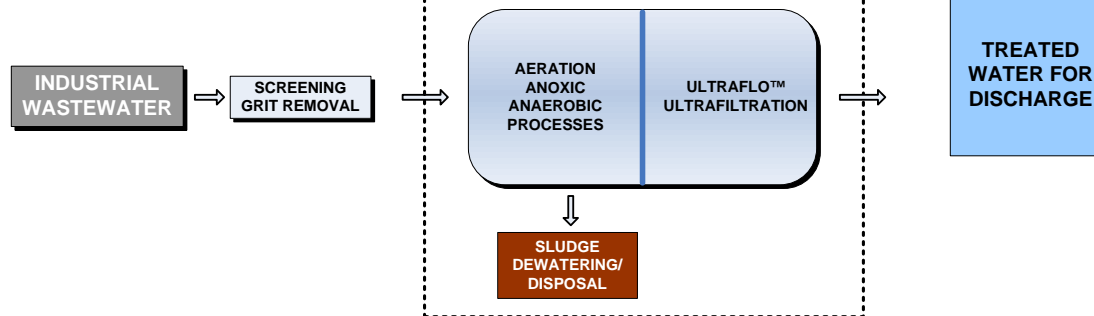 INDUSTRIAL
WASTEWATER
SCREENING
GRIT REMOVAL
AERATION
ANOXIC
ANAEROBIC
PROCESSES
ULTRAFLO™
ULTRAFILTRATION
SLUDGE
DEWATERING/
DISPOSAL
TREATED
WATER FOR
DISCHARGE